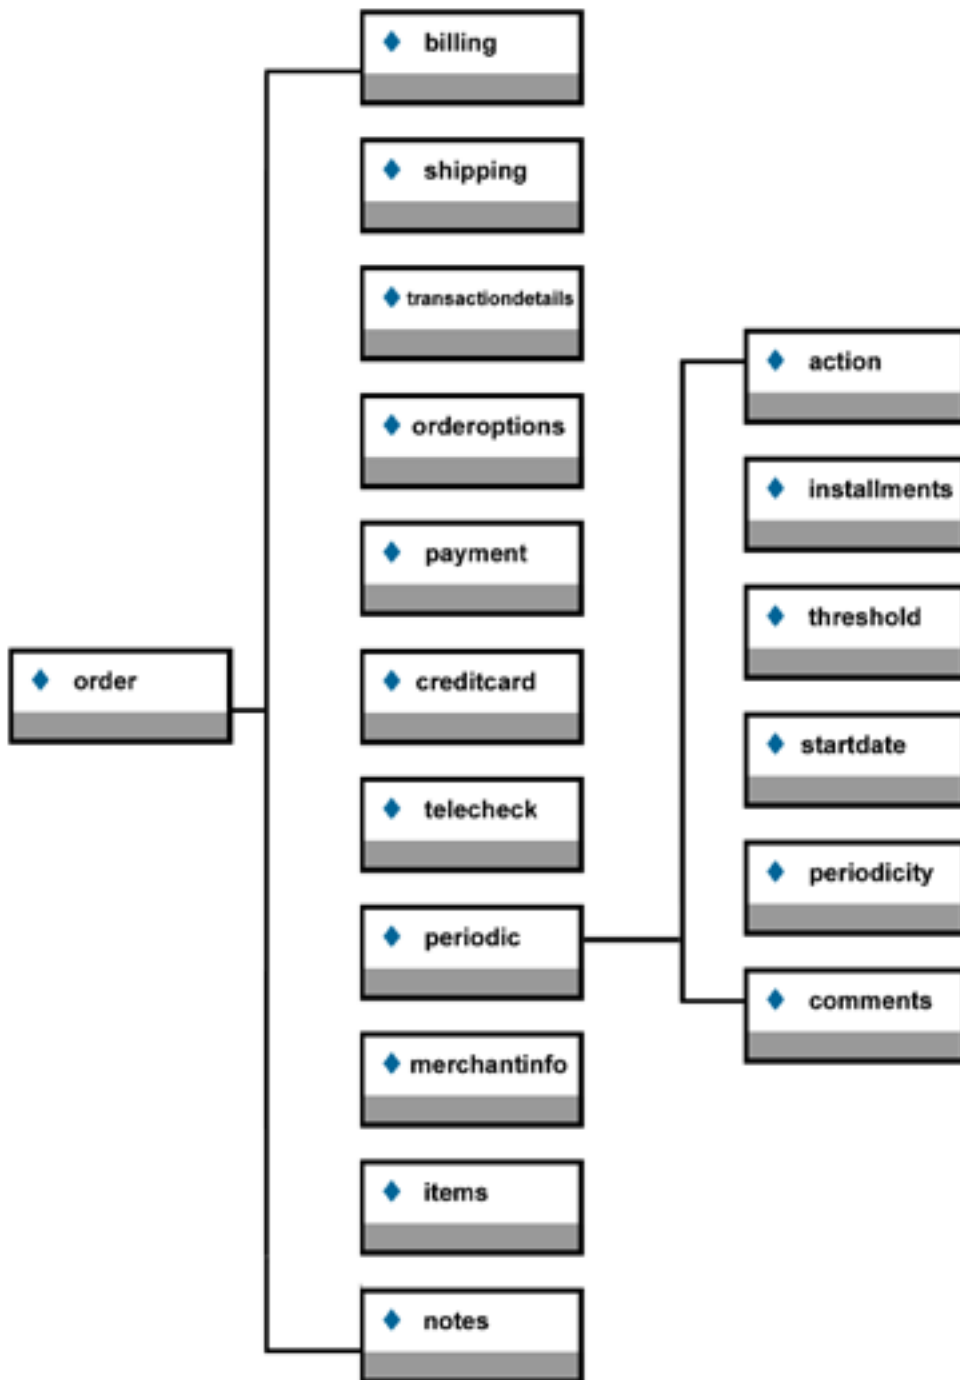 billing
shipping
transactiondetails
action
orderoptions
installments
payment
threshold
order
creditcard
startdate
telecheck
periodicity
periodic
comments
merchantinfo
items
notes